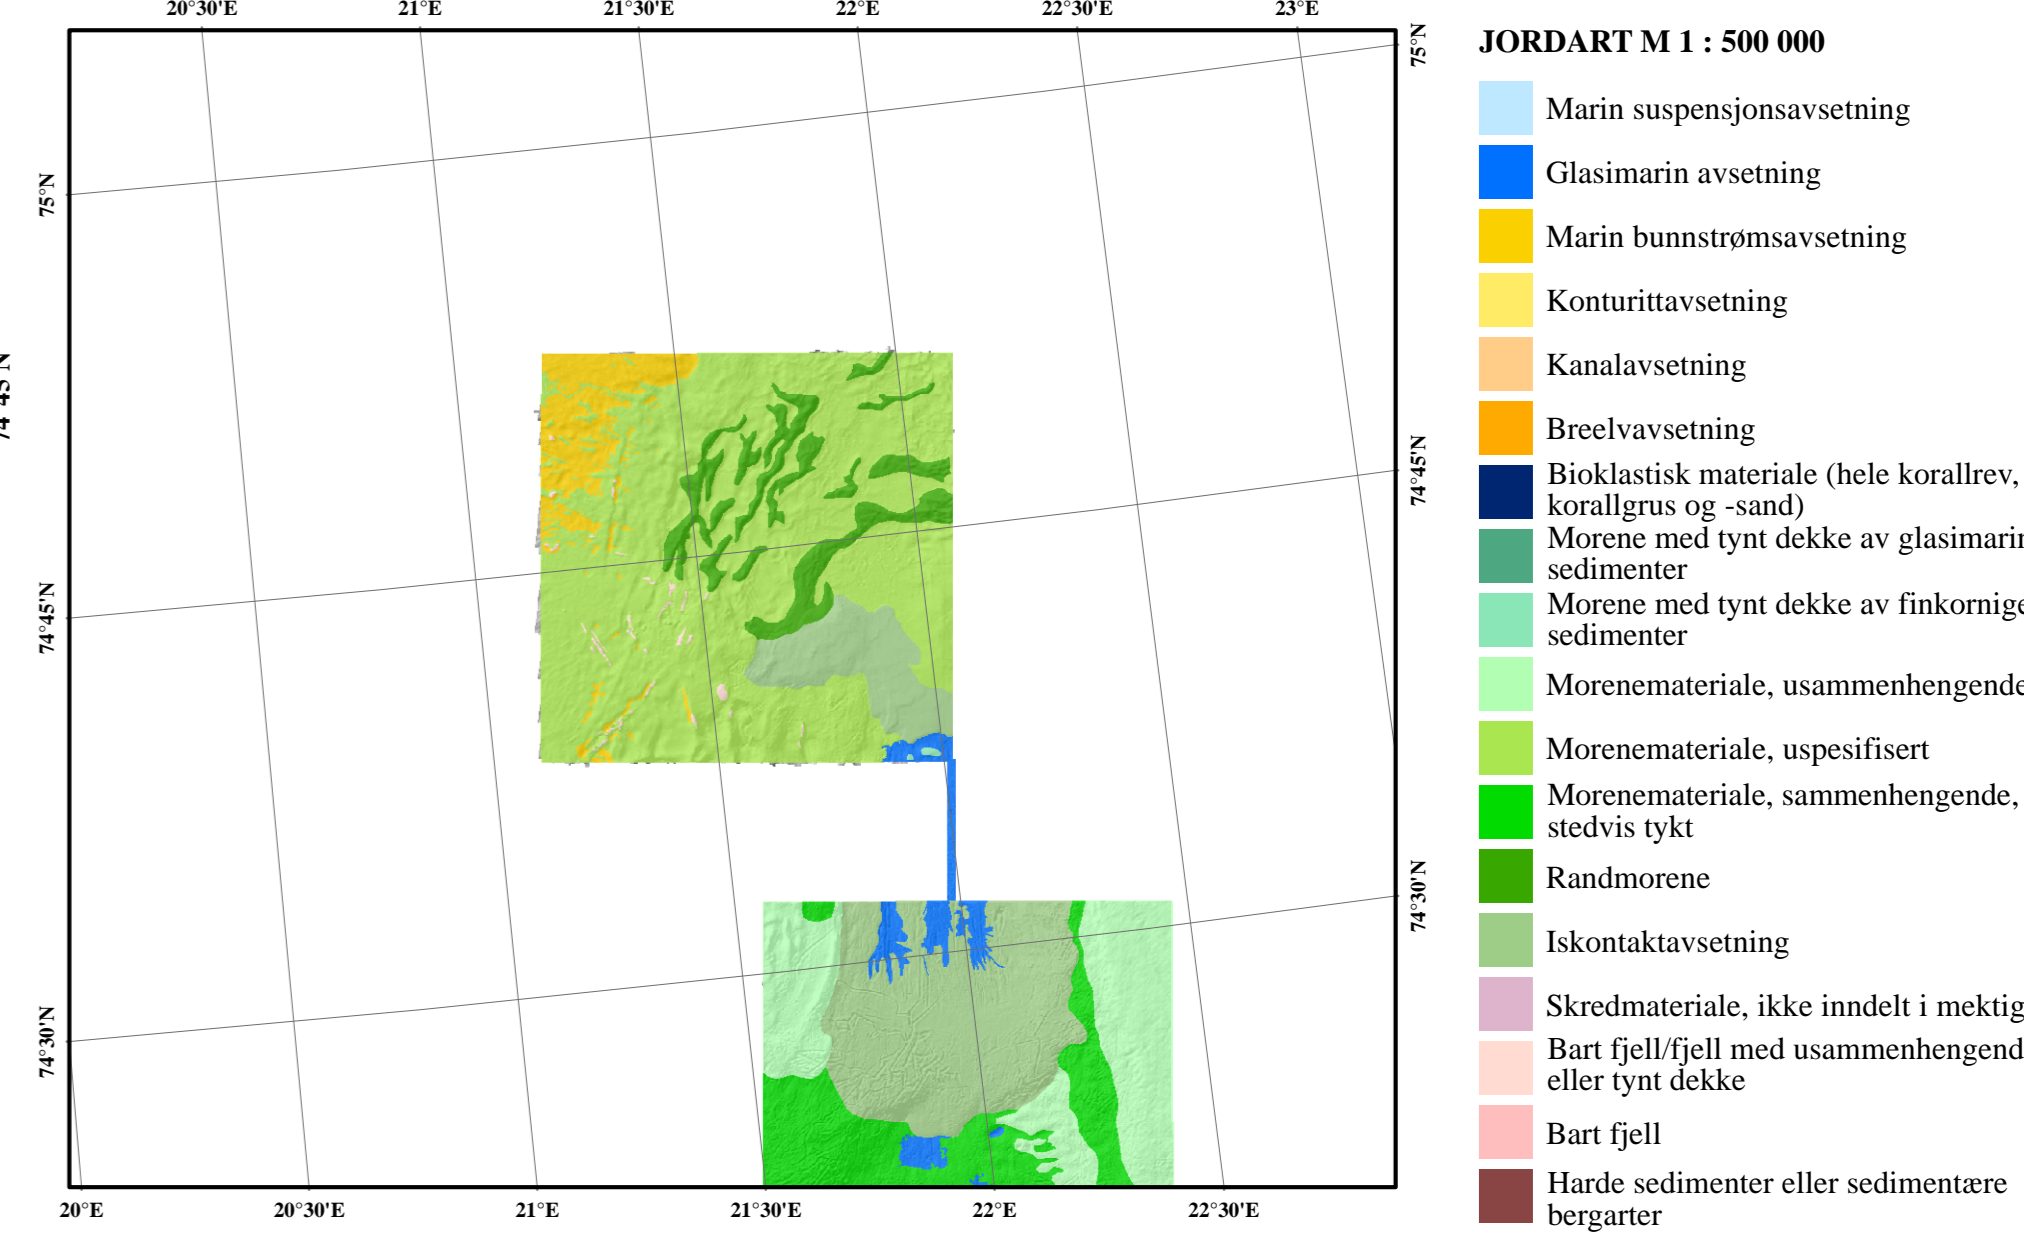 20°30'E 21°E 21°30'E 22°E 22°30'E 23°E
75°N
75°N
74°45'N
74°45'N
74°30'N
74°30'N
20°E 20°30'E 21°E 21°30'E 22°E 22°30'E
JORDART M 1 : 500 000
Marin suspensjonsavsetning
Glasimarin avsetning
Marin bunnstrømsavsetning
Konturittavsetning
Kanalavsetning
Breelvavsetning
Bioklastisk materiale (hele korallrev,
korallgrus og -sand)
Morene med tynt dekke av glasimarin
sedimenter
Morene med tynt dekke av finkornige
sedimenter
Morenemateriale, usammenhengende
Morenemateriale, uspesifisert
Morenemateriale, sammenhengende,
stedvis tykt
Randmorene
Iskontaktavsetning
Skredmateriale, ikke inndelt i mektig
Bart fjell/fjell med usammenhengend
eller tynt dekke
Bart fjell
Harde sedimenter eller sedimentære
bergarter